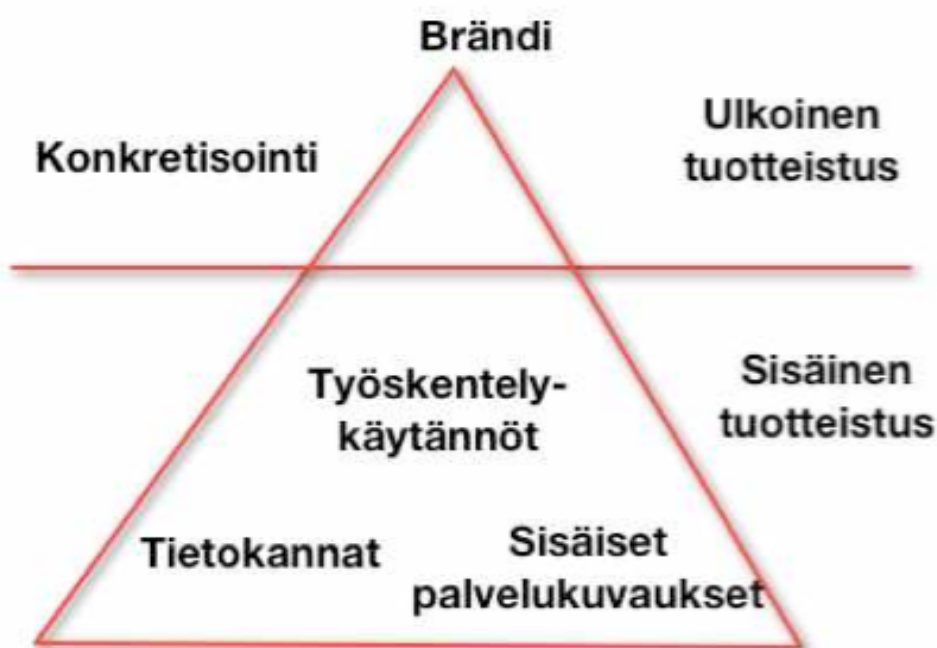 Brändi
Konkretisointi
Ulkoinen
tuotteistus
Työskentely-
käytännöt
Sisäinen
tuotteistus
Tietokannat
Sisäiset
palvelukuvaukset